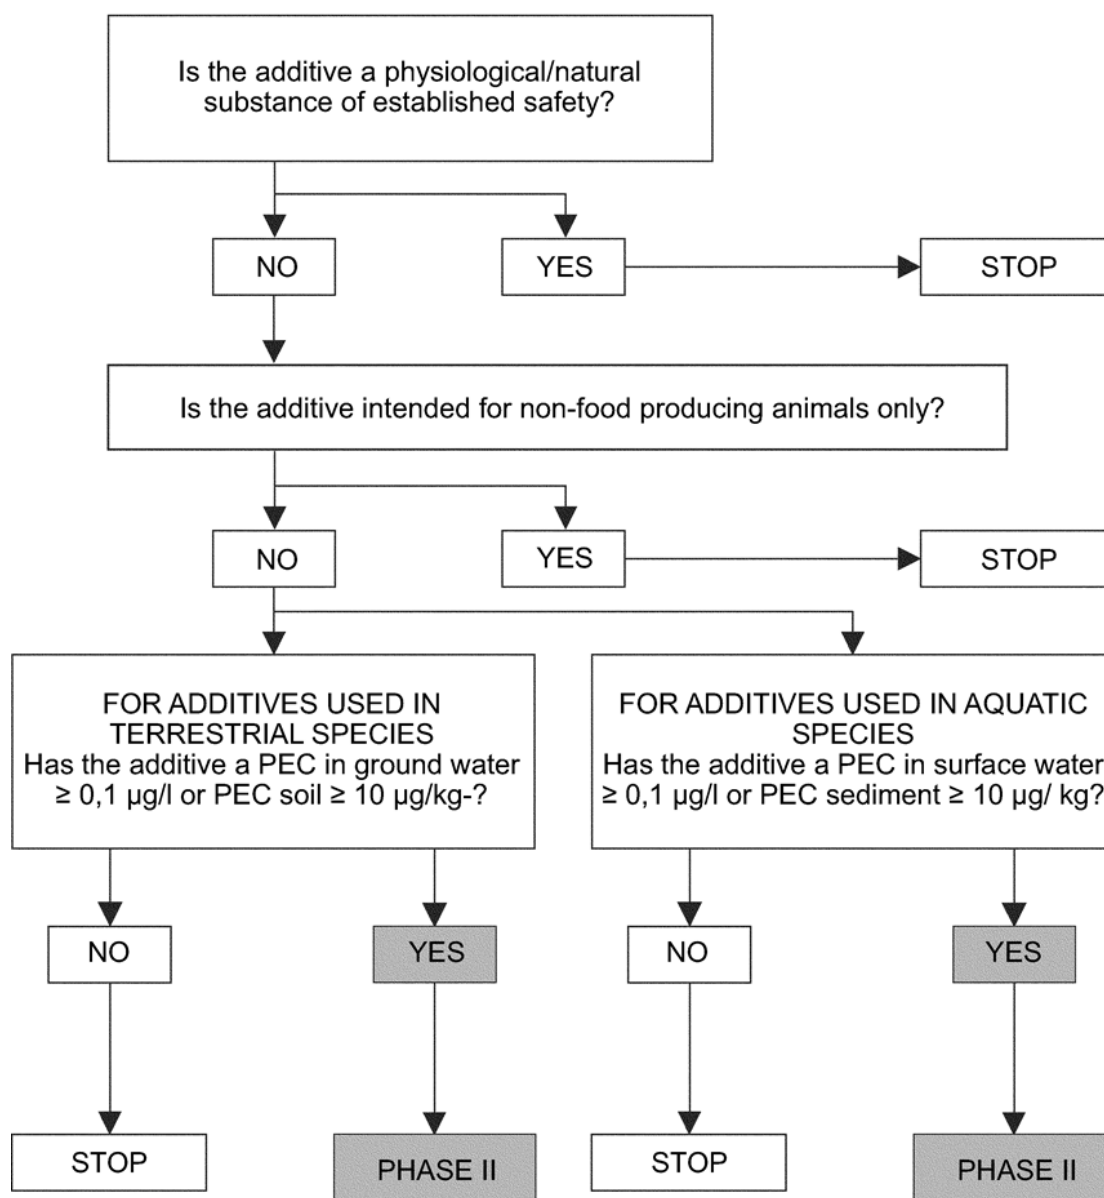 Is the additive a physiological/natural
substance of established safety?
NO
YES
STOP
Is the additive intended for non-food producing animals only?
NO
YES
STOP
FOR ADDITIVES USED IN
TERRESTRIAL SPECIES
Has the additive a PEC in ground water
≥ 0,1 µg/l or PEC soil ≥ 10 µg/kg-?
FOR ADDITIVES USED IN AQUATIC
SPECIES
Has the additive a PEC in surface water
≥ 0,1 µg/l or PEC sediment ≥ 10 µg/ kg?
NO
YES
NO
YES
STOP
PHASE II
STOP
PHASE II